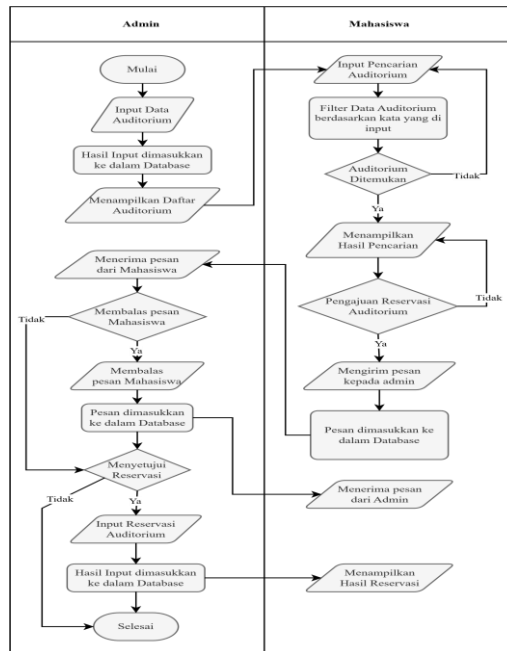 Admin
Mahasiswa
Mulai
Input Data
Auditorium
Hasil Input dimasukkan
ke dalam Database
Menampilkan Daftar
Auditorium
Input Pencarian
Auditorium
Filter Data Auditorium
berdasarkan kata yang di
input
Auditorium
Ditemukan
Tidak
Ya
Menampilkan
Hasil Pencarian
Pengajuan Reservasi
Auditorium
Tidak
Ya
Mengirim pesan
kepada admin
Pesan dimasukkan ke
dalam Database
Menerima pesan
dari Mahasiswa
Membalas pesan
Mahasiswa
Tidak
Ya
Membalas
pesan Mahasiswa
Pesan dimasukkan
ke dalam Database
Menerima pesan
dari Admin
Menyetujui
Reservasi
Tidak
Ya
Input Reservasi
Auditorium
Hasil Input dimasukkan
ke dalam Database
Menampilkan
Hasil Reservasi
Selesai